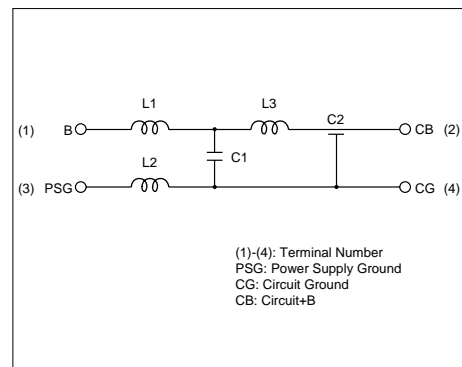 L1 L3
C2
(1) B CB (2)
C1
L2
(3) PSG CG (4)
(1)-(4): Terminal Number
PSG: Power Supply Ground
CG: Circuit Ground
CB: Circuit+B